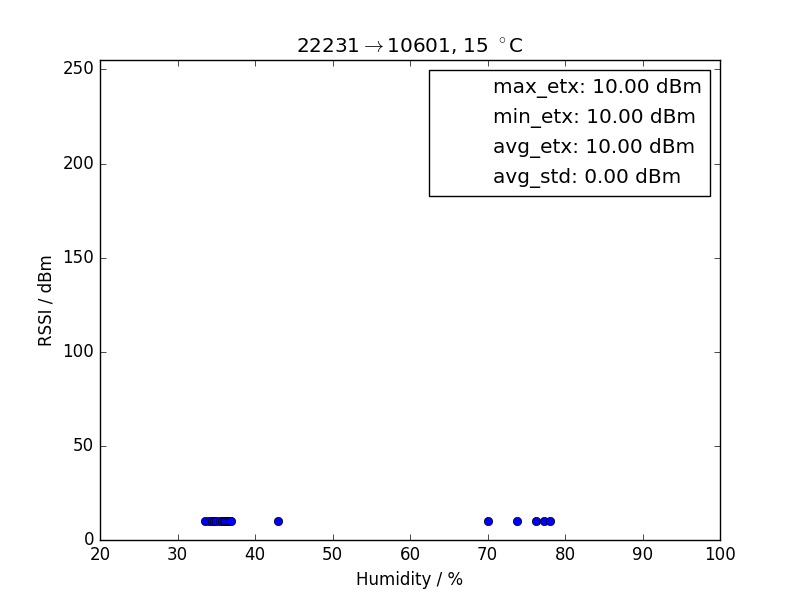 22231→10601, 15 °C
max_etx: 10.00 dBm
min_etx: 10.00 dBm
avg_etx: 10.00 dBm
avg_std: 0.00 dBm
RSSI / dBm
250
200
150
100
50
0
20 30 40 50 60 70 80 90 100
Humidity / %